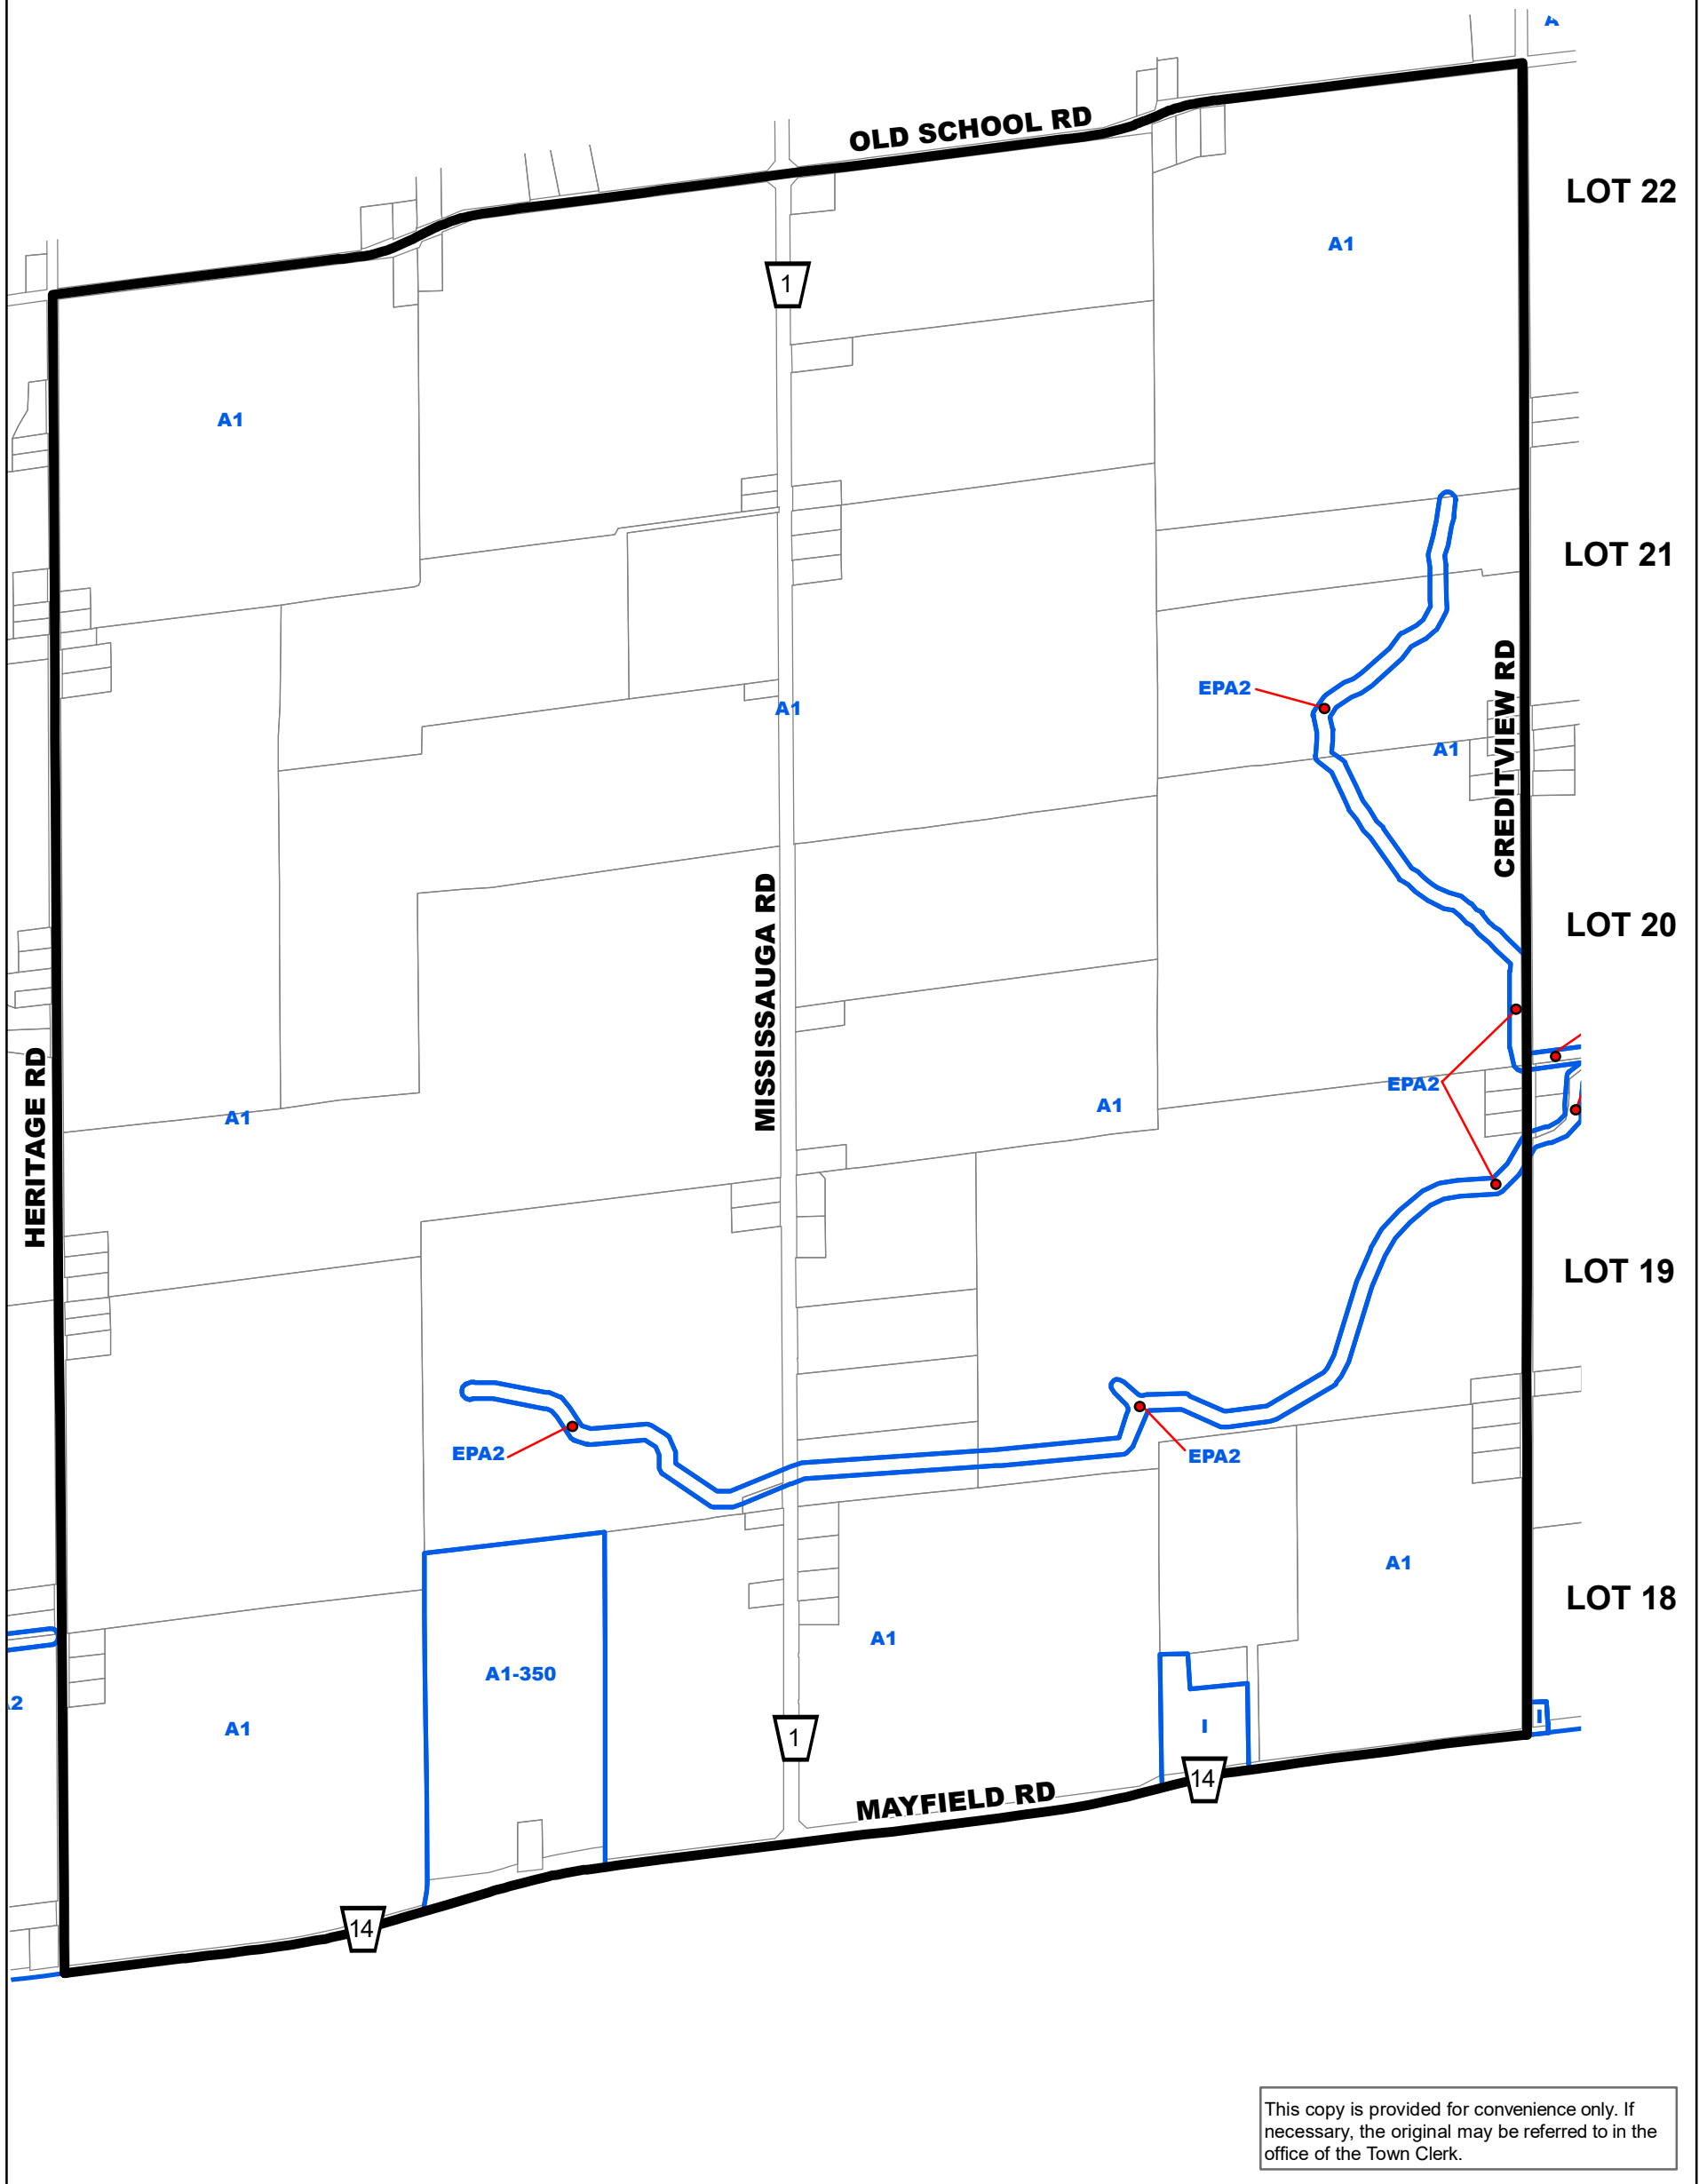 OLD SCHOOL RD
LOT 22
A1
1
A1
LOT 21
EPA2
A1
A1
CREDITVIEW RD
MISSISSAUGA RD
LOT 20
HERITAGE RD
EPA2
A1
A1
LOT 19
EPA2
EPA2
A1
LOT 18
A1
A1-350
A1
I
I
1
14
MAYFIELD RD
14
This copy is provided for convenience only. If
necessary, the original may be referred to in the
office of the Town Clerk.